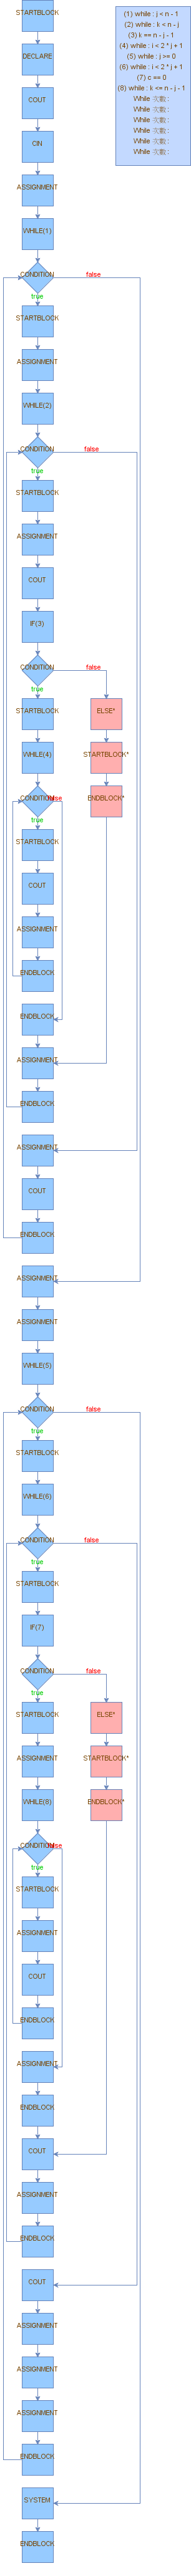 STARTBLOCK
(1) while : j < n - 1
(2) while : k < n - j
(3) k == n - j - 1
(4) while : i < 2 * j + 1
(5) while : j >= 0
(6) while : i < 2 * j + 1
(7) c == 0
(8) while : k <= n - j - 1
While 次數 :
While 次數 :
While 次數 :
While 次數 :
While 次數 :
While 次數 :
DECLARE
COUT
CIN
ASSIGNMENT
WHILE(1)
CONDITION
false
true
STARTBLOCK
ASSIGNMENT
WHILE(2)
CONDITION
false
true
STARTBLOCK
ASSIGNMENT
COUT
IF(3)
CONDITION
false
true
STARTBLOCK
ELSE*
WHILE(4)
STARTBLOCK*
CONDITION
false
ENDBLOCK*
true
STARTBLOCK
COUT
ASSIGNMENT
ENDBLOCK
ENDBLOCK
ASSIGNMENT
ENDBLOCK
ASSIGNMENT
COUT
ENDBLOCK
ASSIGNMENT
ASSIGNMENT
WHILE(5)
CONDITION
false
true
STARTBLOCK
WHILE(6)
CONDITION
false
true
STARTBLOCK
IF(7)
CONDITION
false
true
STARTBLOCK
ELSE*
ASSIGNMENT
STARTBLOCK*
WHILE(8)
ENDBLOCK*
CONDITION
false
true
STARTBLOCK
ASSIGNMENT
COUT
ENDBLOCK
ASSIGNMENT
ENDBLOCK
COUT
ASSIGNMENT
ENDBLOCK
COUT
ASSIGNMENT
ASSIGNMENT
ASSIGNMENT
ENDBLOCK
SYSTEM
ENDBLOCK